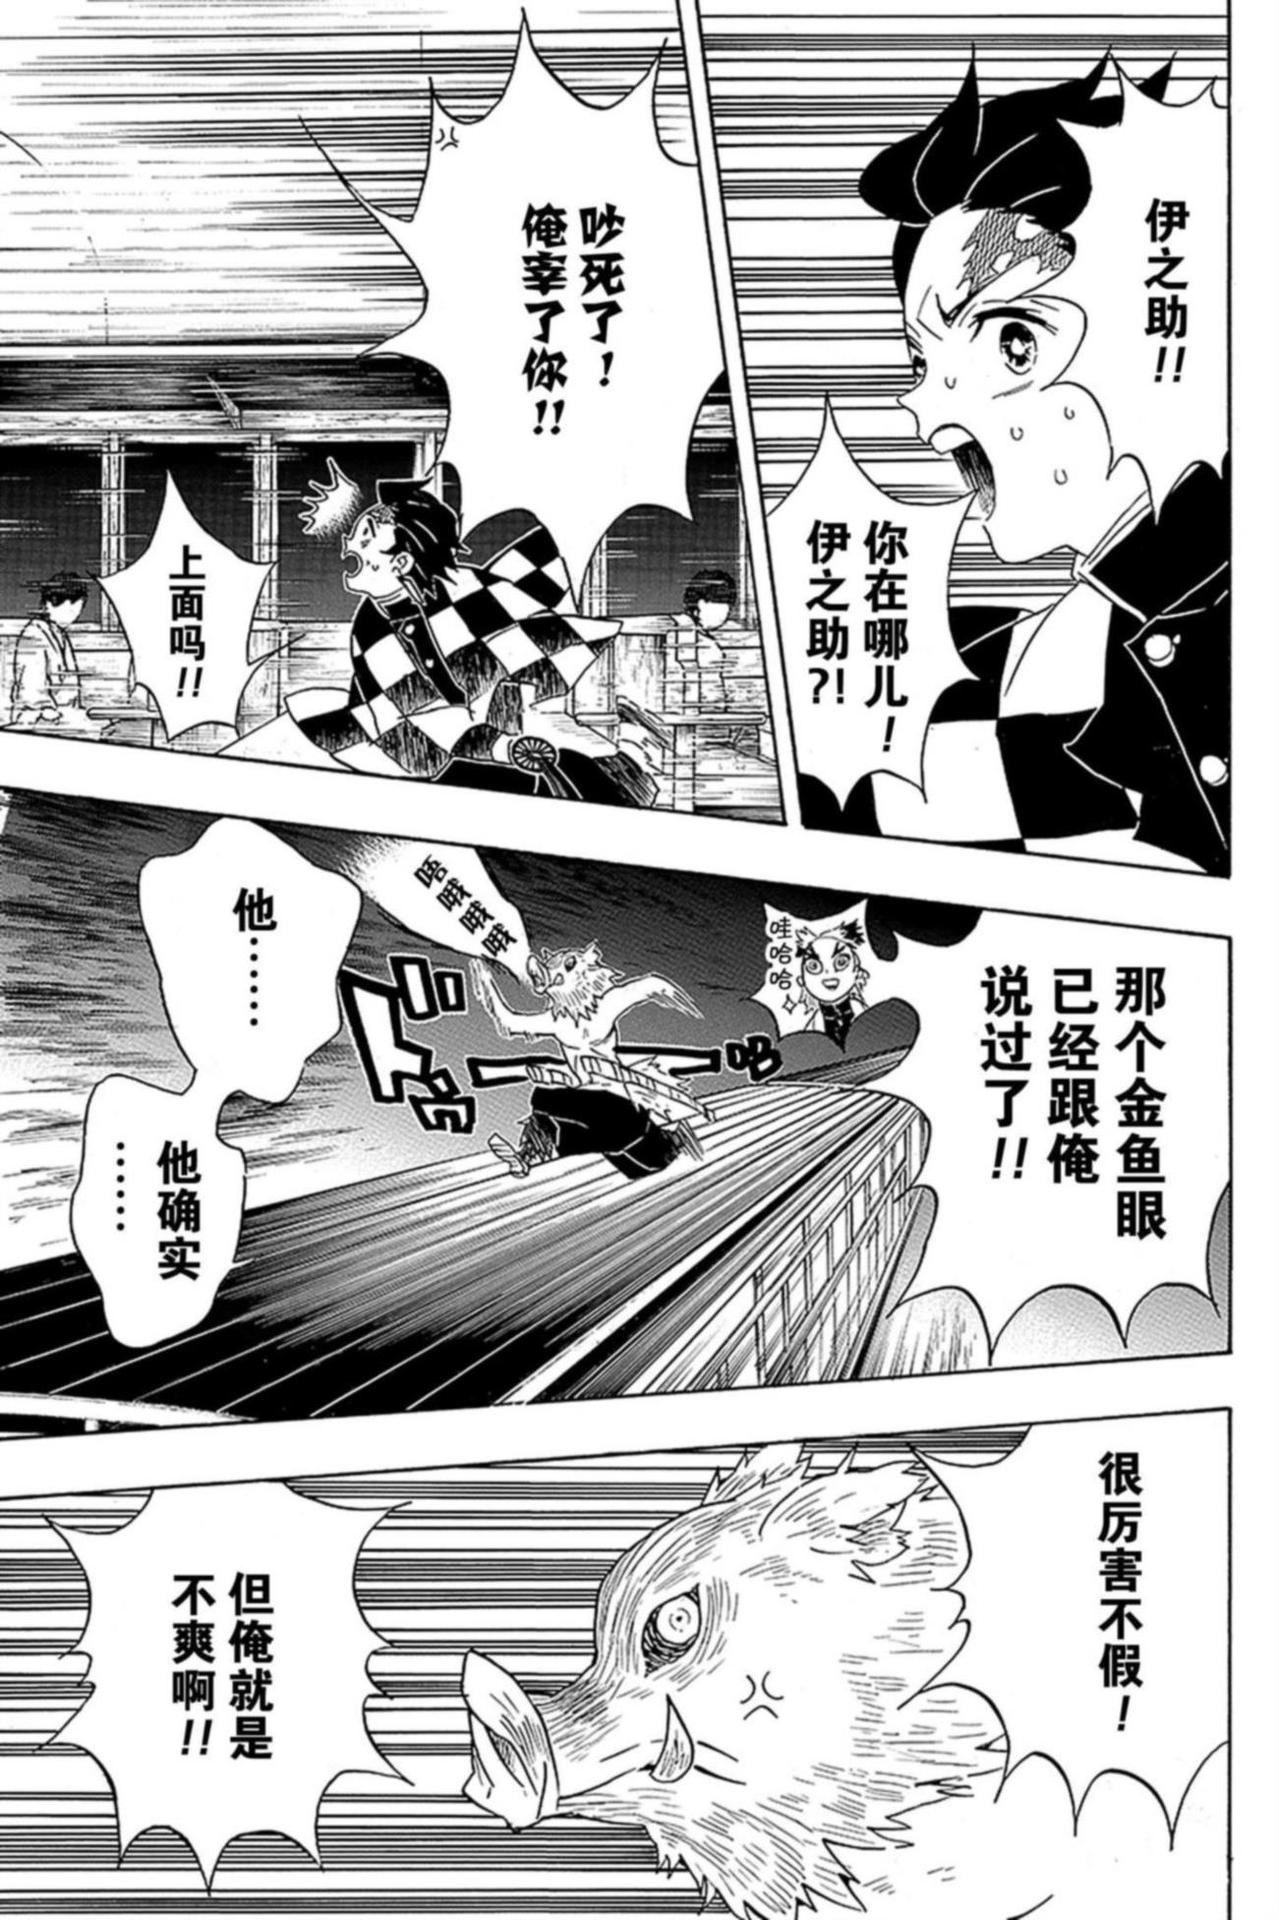 伊之助!!
你在哪儿！
伊之助?!
吵死了！
俺宰了你!!
上面吗!!
那个金鱼眼
已经跟俺
说过了!!
哇哈哈
唔哦哦哦
吧
他……
他确实
……
很厉害不假！
但俺就是
不爽啊!!